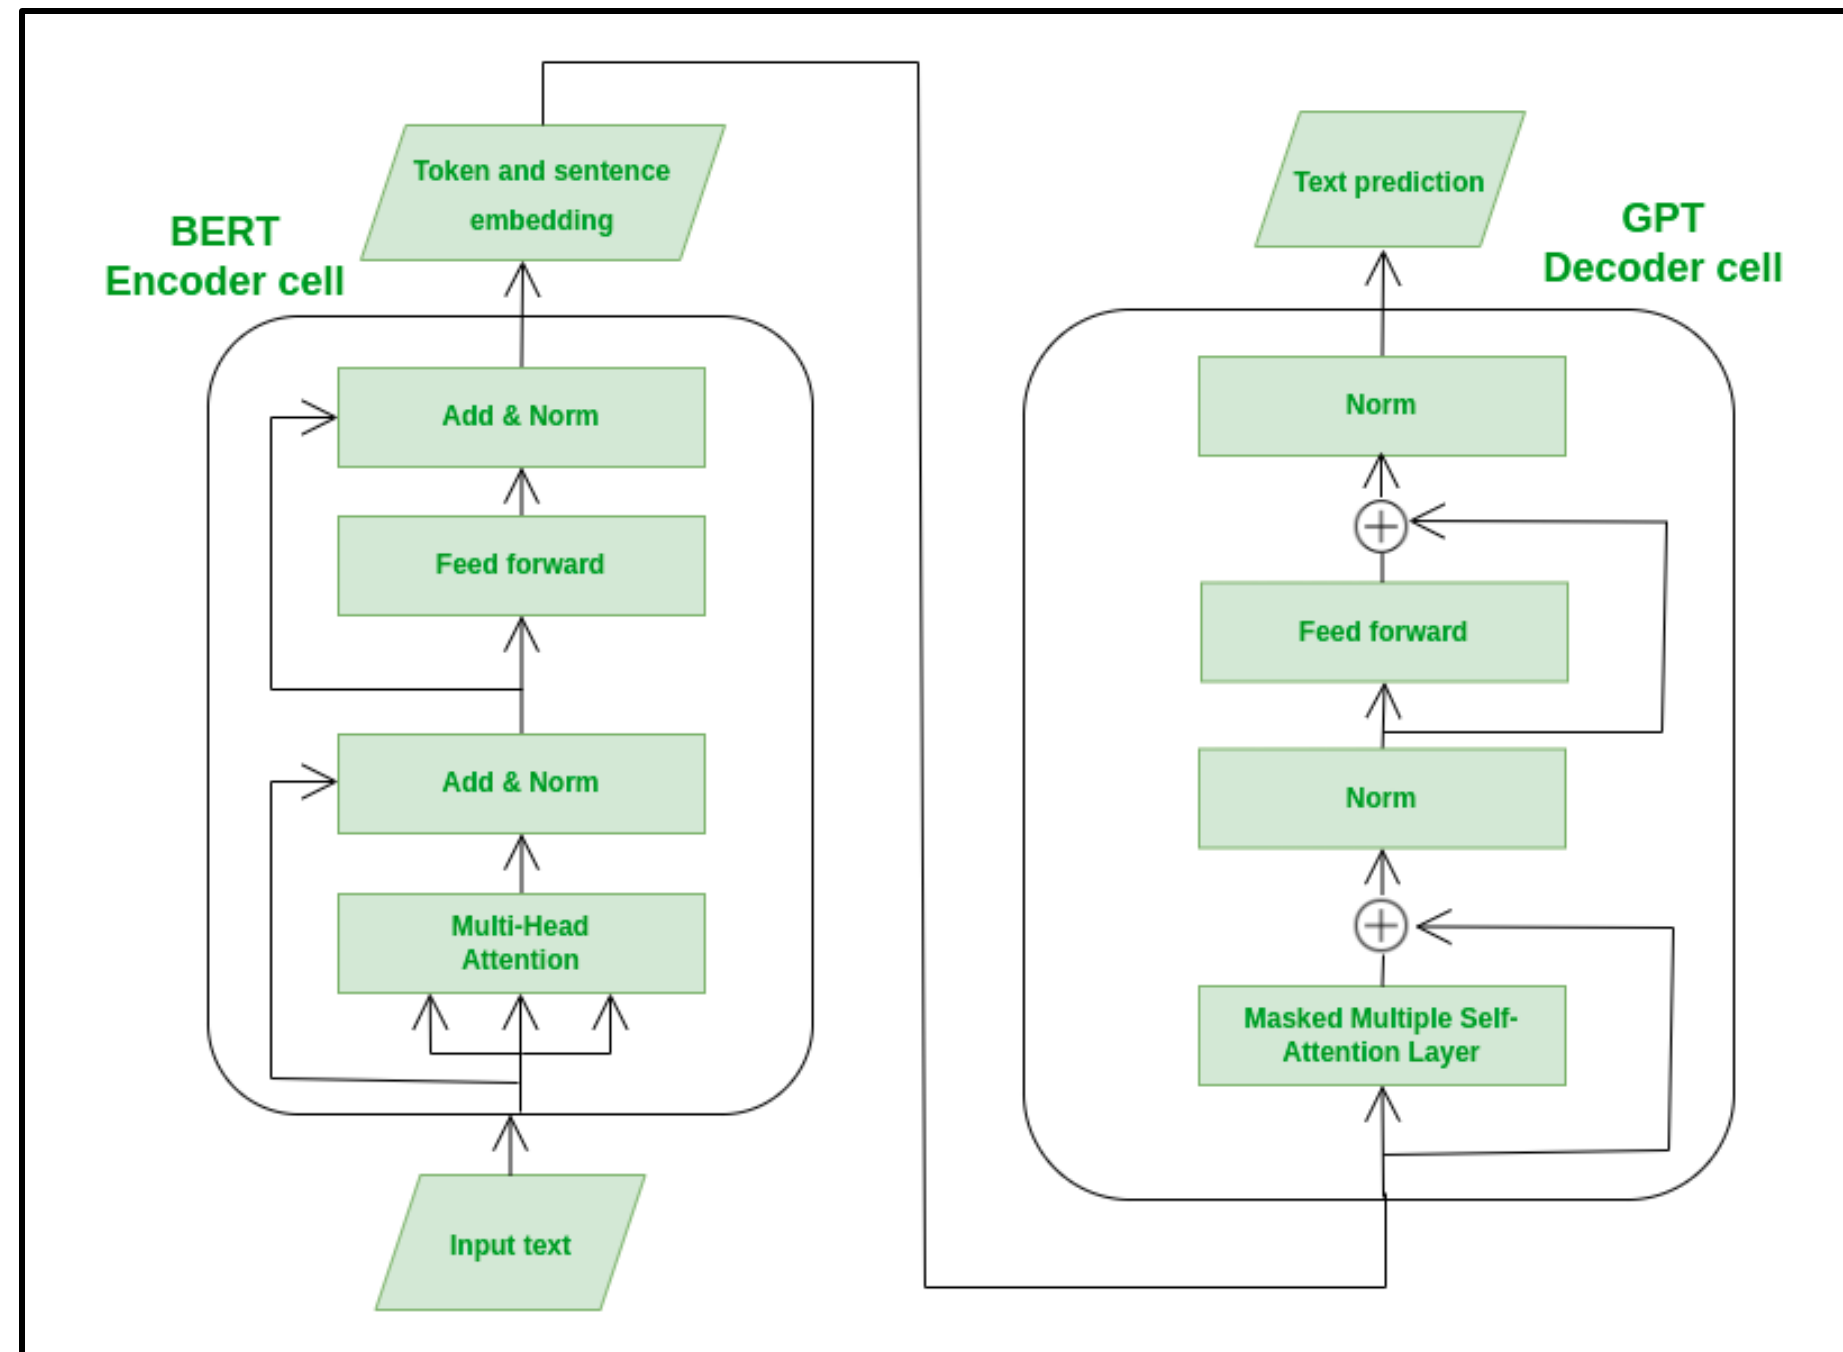 BERT
Encoder cell
Token and sentence
embedding
Add & Norm
Feed forward
Add & Norm
Multi-Head
Attention
Input text
GPT
Decoder cell
Text prediction
Norm
Feed forward
Norm
Masked Multiple Self-
Attention Layer